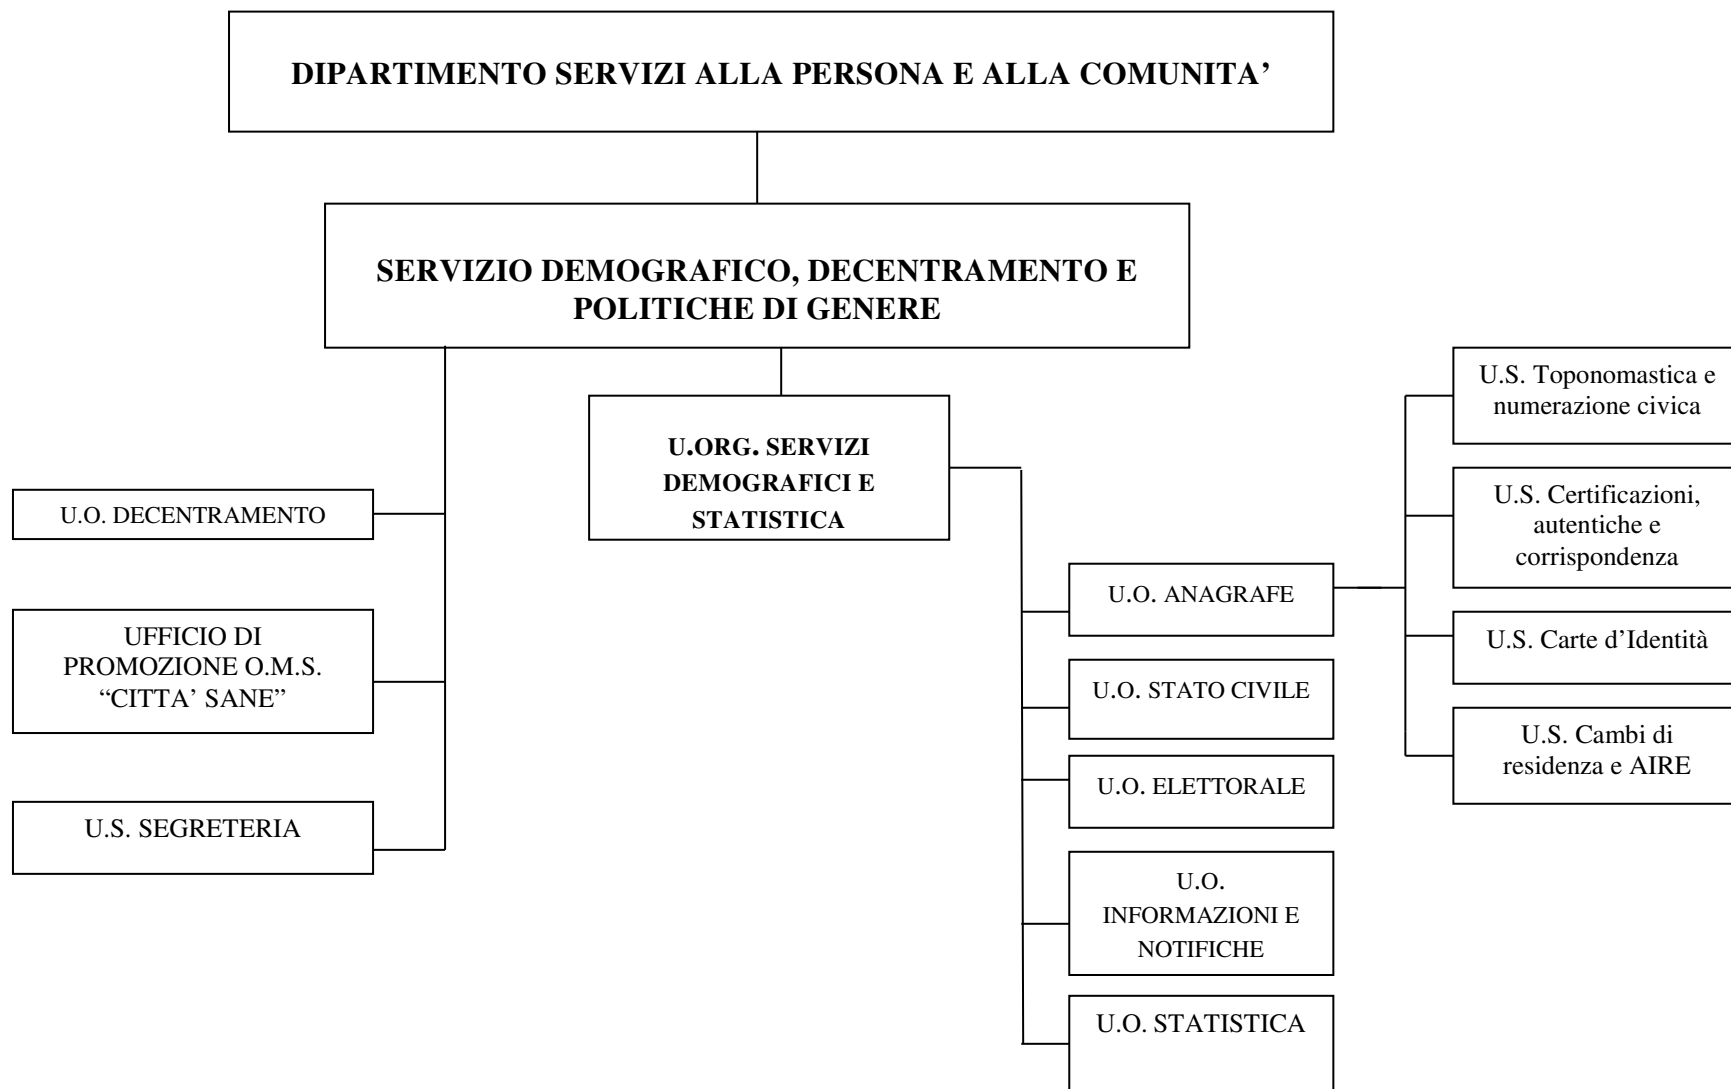 DIPARTIMENTO SERVIZI ALLA PERSONA E ALLA COMUNITA’
SERVIZIO DEMOGRAFICO, DECENTRAMENTO E
POLITICHE DI GENERE
U.ORG. SERVIZI
DEMOGRAFICI E
STATISTICA
U.O. DECENTRAMENTO
UFFICIO DI
PROMOZIONE O.M.S.
“CITTA’ SANE”
U.S. SEGRETERIA
U.O. ANAGRAFE
U.O. STATO CIVILE
U.O. ELETTORALE
U.O.
INFORMAZIONI E
NOTIFICHE
U.O. STATISTICA
U.S. Toponomastica e
numerazione civica
U.S. Certificazioni,
autentiche e
corrispondenza
U.S. Carte d’Identità
U.S. Cambi di
residenza e AIRE